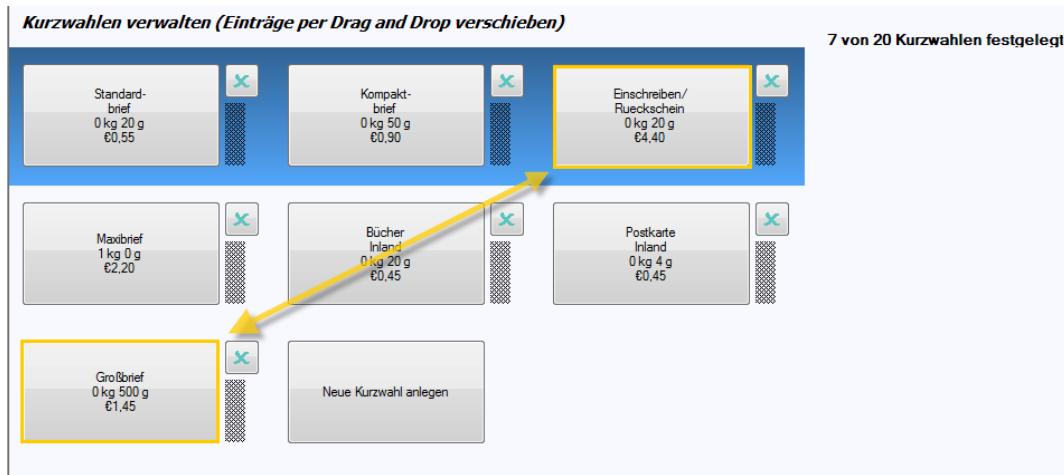 Kurzwahlen verwalten (Einträge per Drag and Drop verschieben)
7 von 20 Kurzwahlen festgelegt
Standard-
brief
0 kg 20 g
€0,55
Kompakt-
brief
0 kg 50 g
€0,90
Einschreiben/
Rueckschein
0 kg 20 g
€4,40
Maxibrief
1 kg 0 g
€2,20
Bücher
Inland
0 kg 20 g
€0,45
Postkarte
Inland
0 kg 4 g
€0,45
Großbrief
0 kg 500 g
€1,45
Neue Kurzwahl anlegen